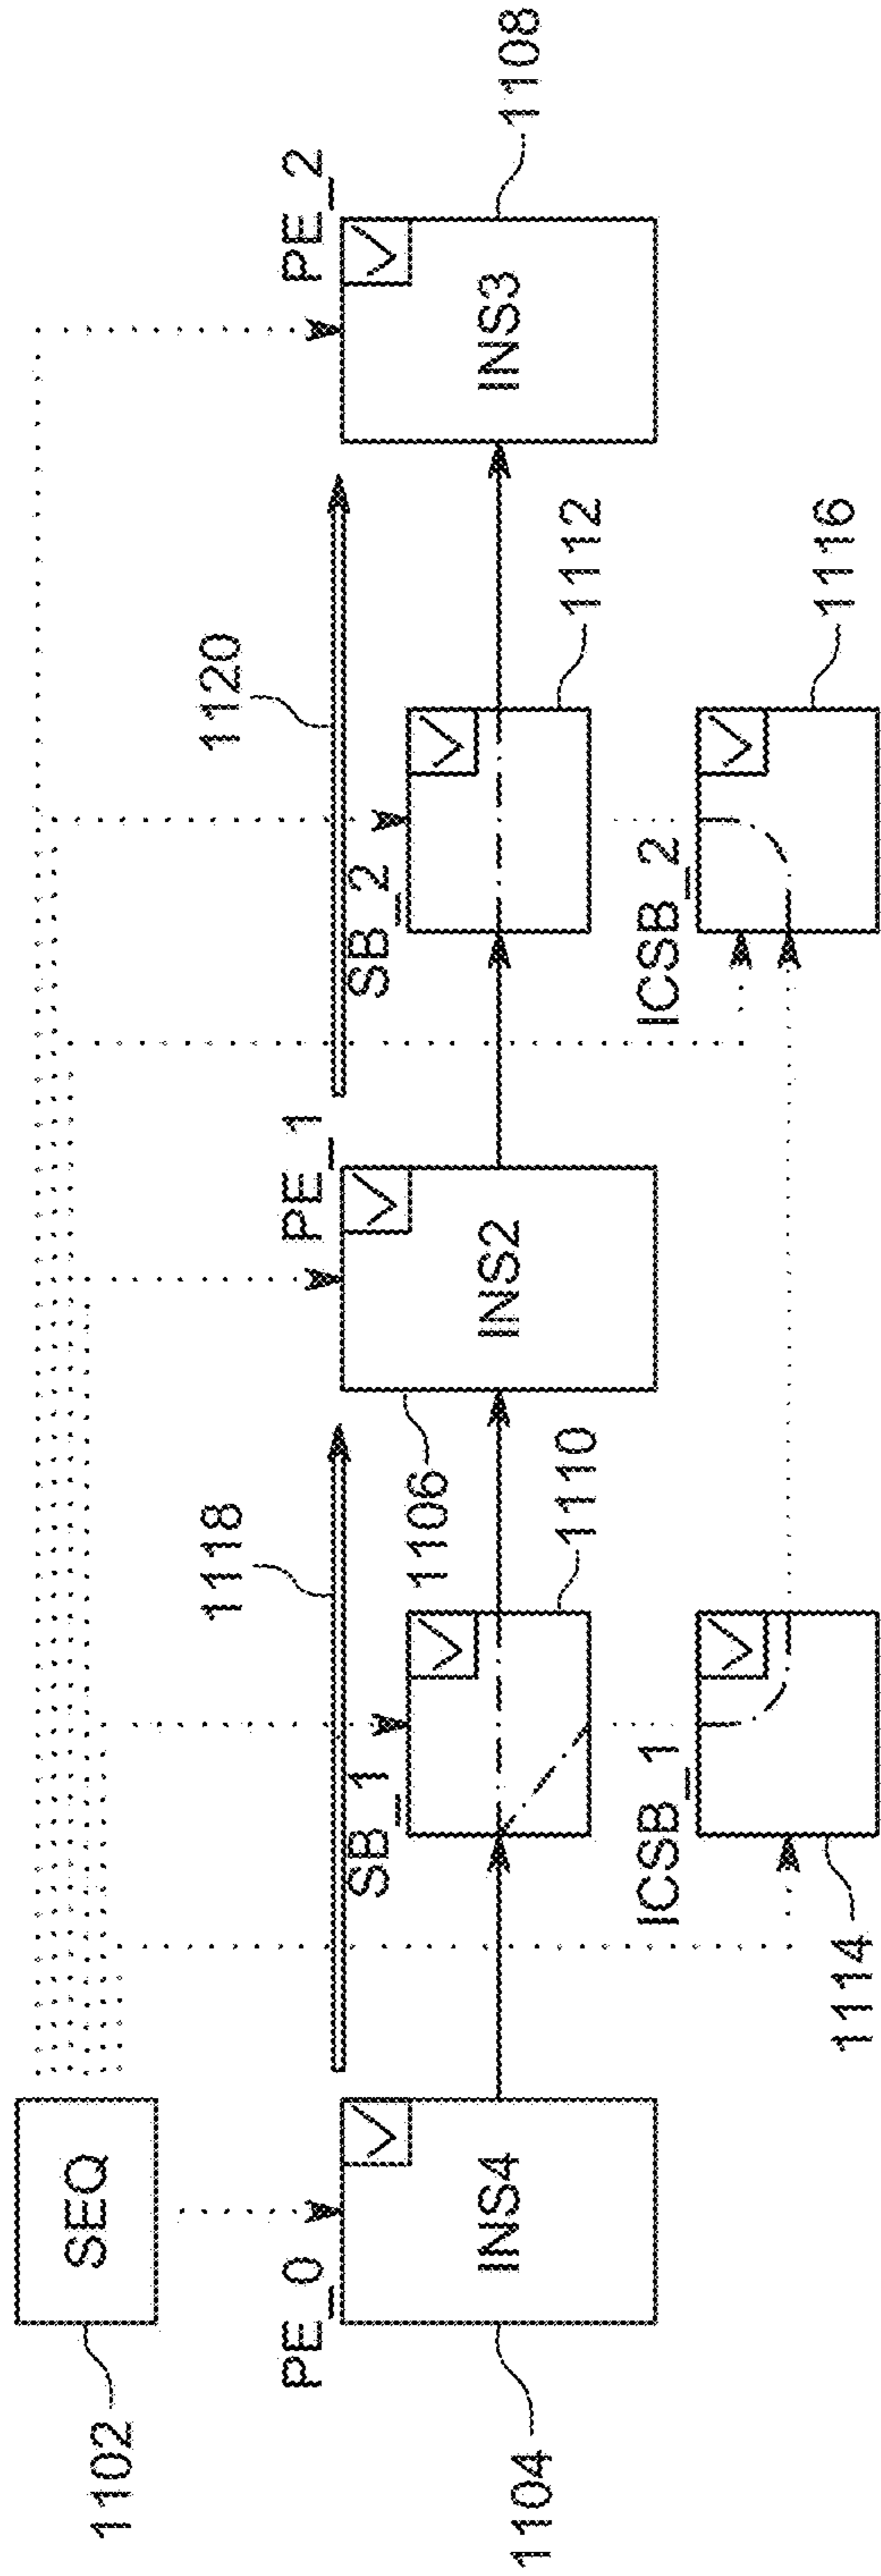 1102
SEQ
PE_0
INS4
1104
1118
SB_1
1110
ICSB_1
1114
PE_1
INS2
1106
1120
SB_2
1112
ICSB_2
1116
PE_2
INS3
1108
V
V
V
V
V
V
V